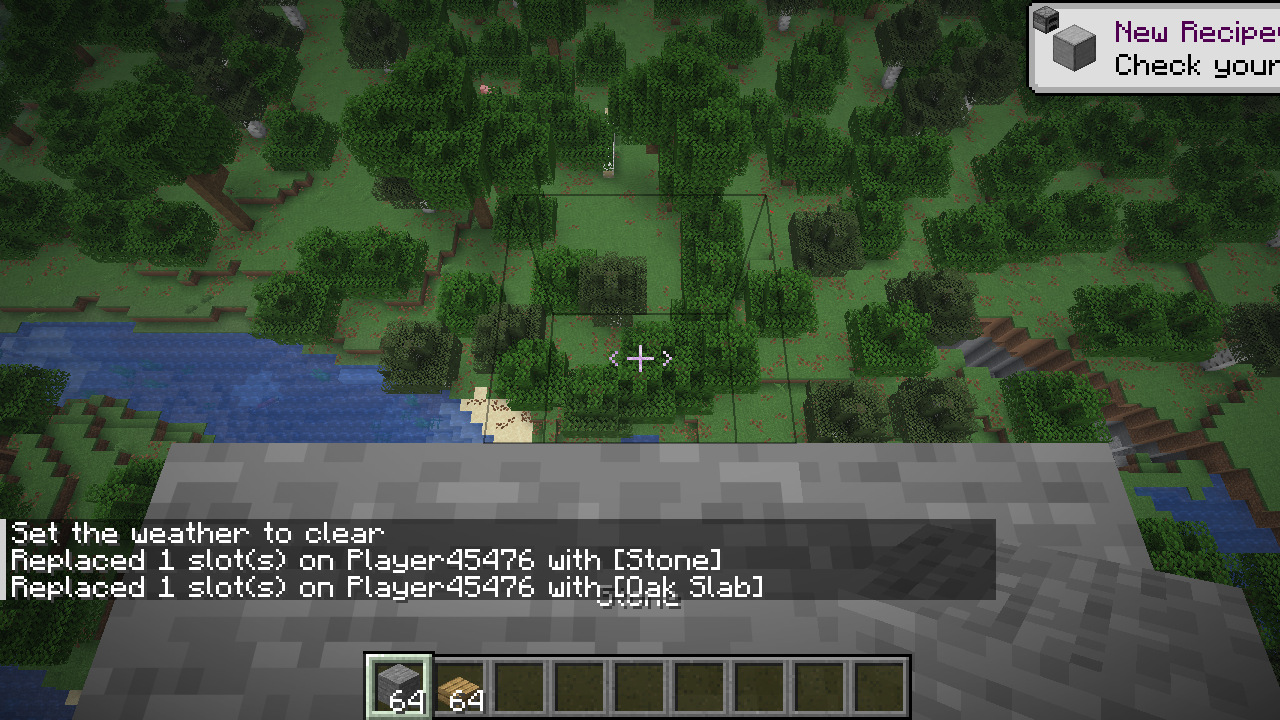 New Recipe
Check your
Set the weather to clear
Replaced 1 slot(s) on Player45476 with [Stone]
Replaced 1 slot(s) on Player45476 with [Oak Slab]
Stone
64
64